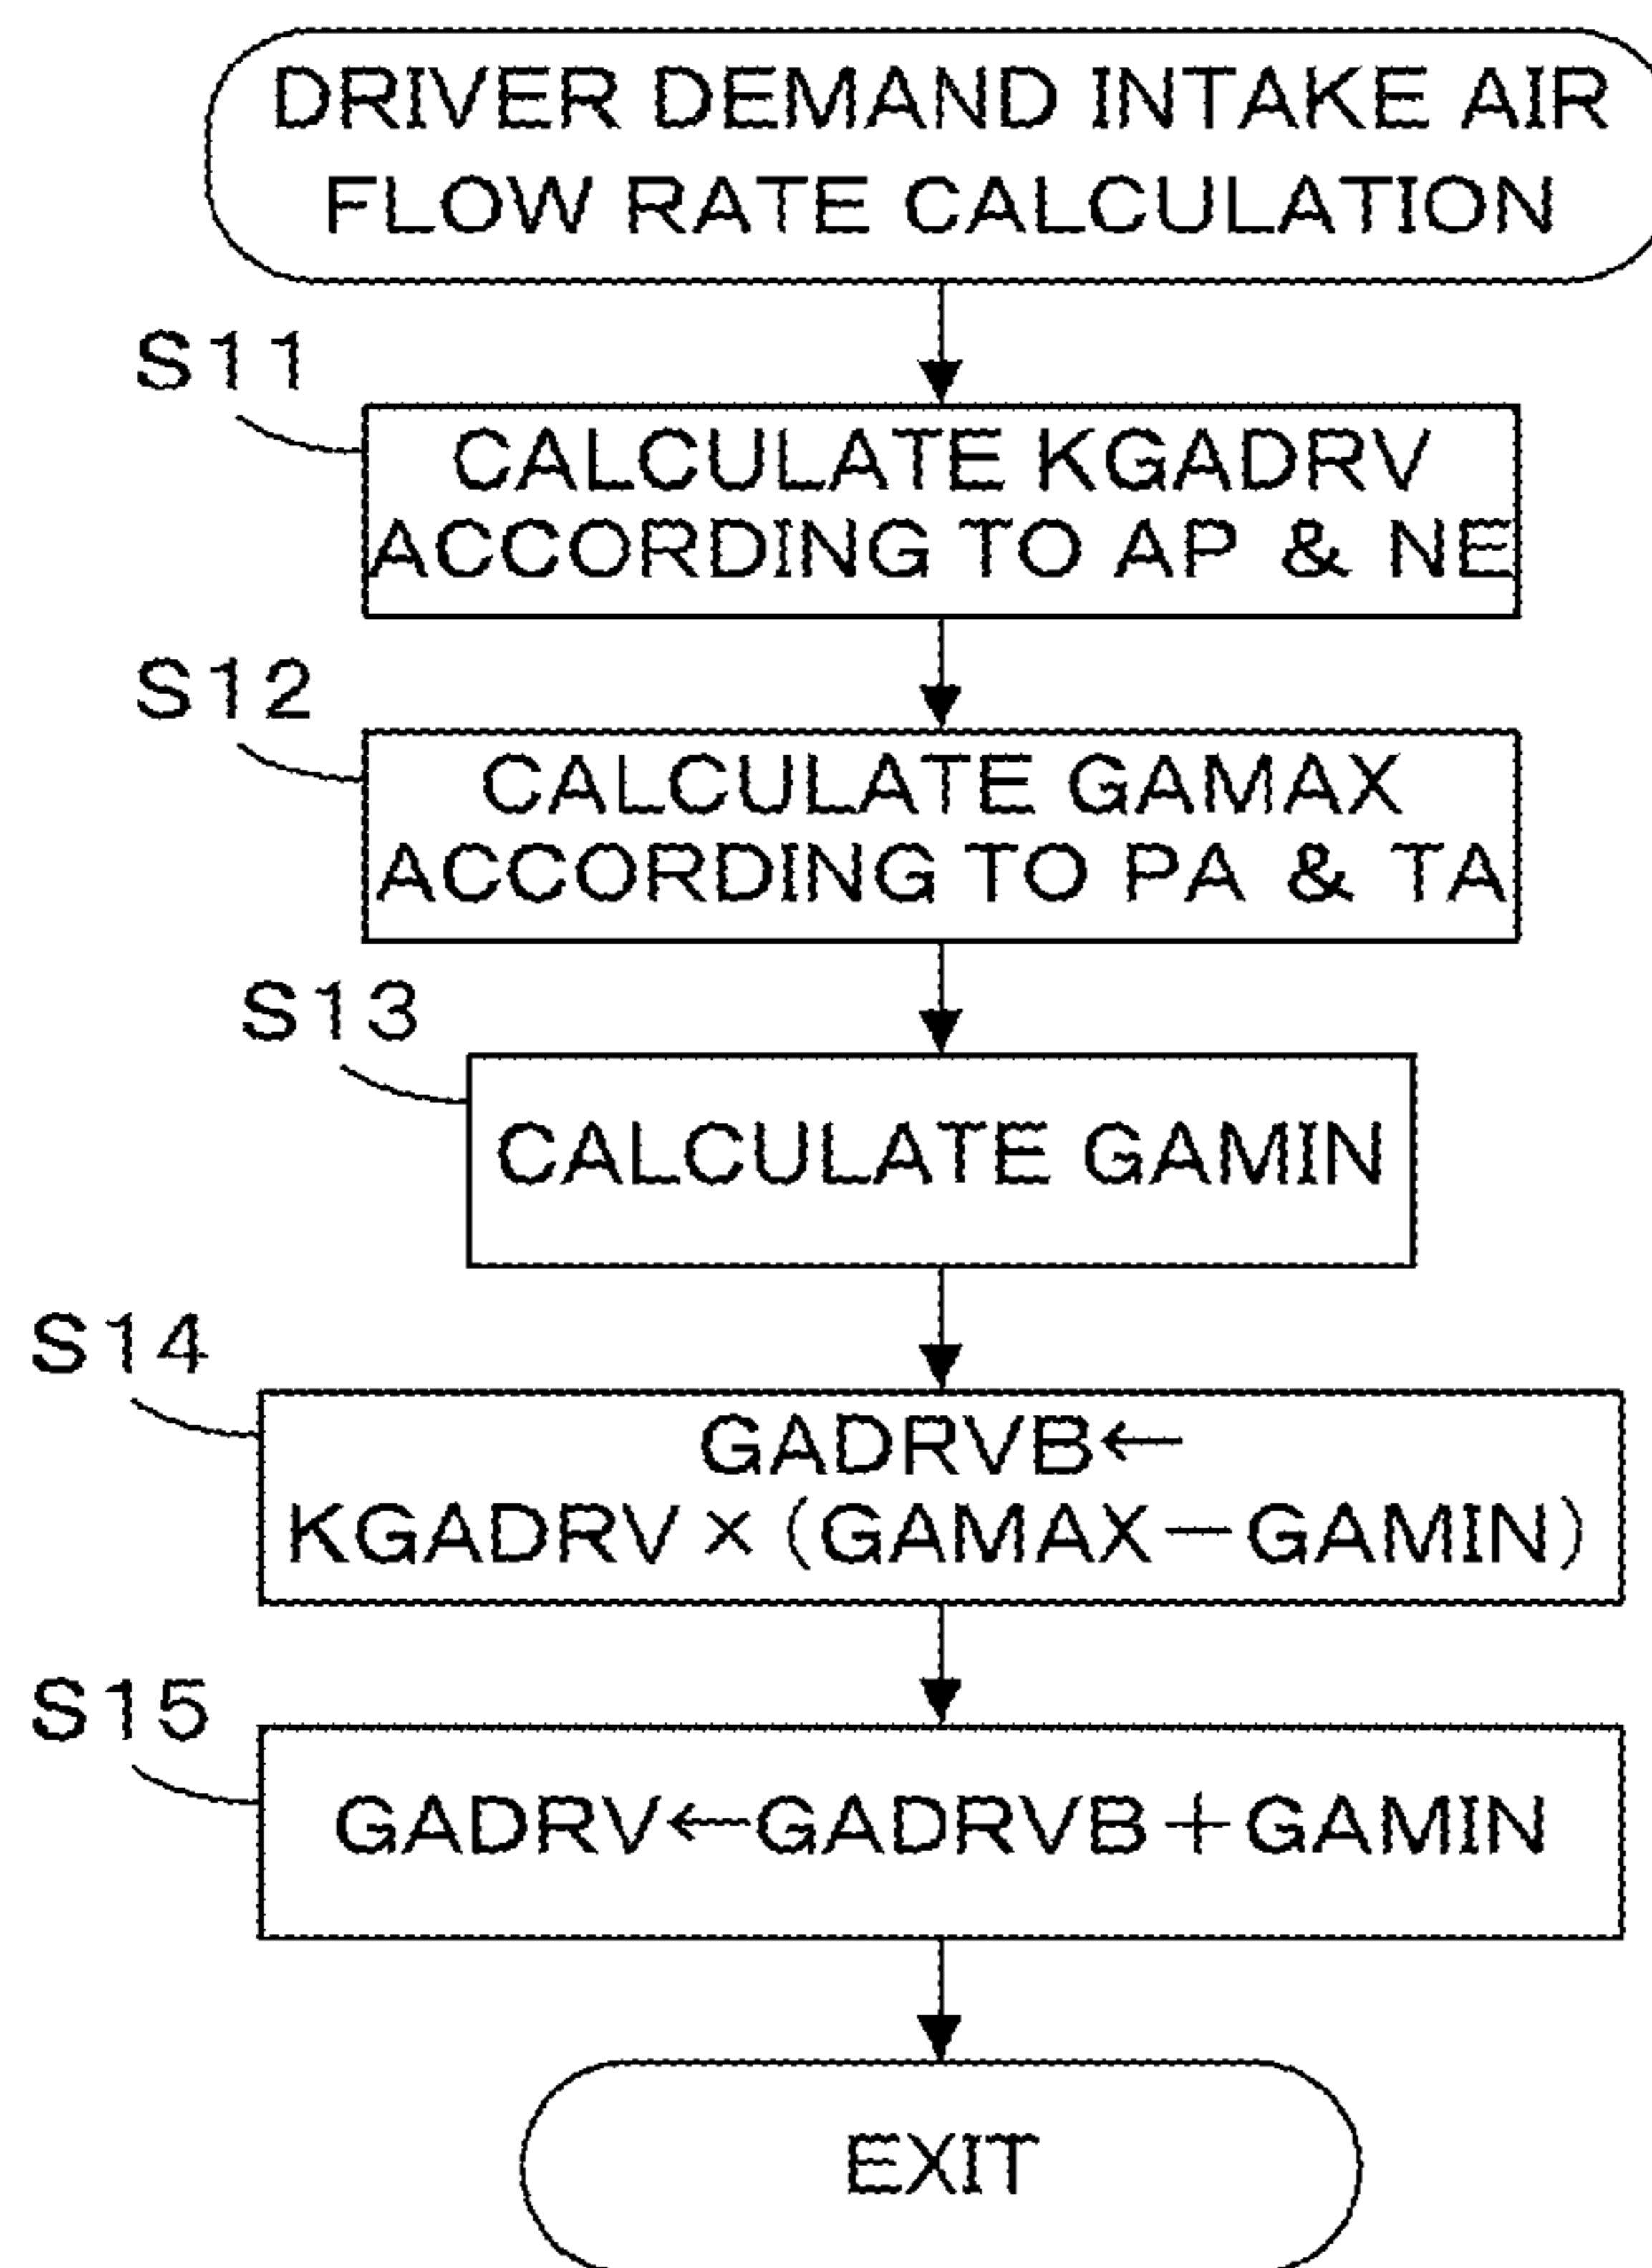 DRIVER DEMAND INTAKE AIR
FLOW RATE CALCULATION
S11
CALCULATE KGADRV
ACCORDING TO AP & NE
S12
CALCULATE GAMAX
ACCORDING TO PA & TA
S13
CALCULATE GAMIN
S14
GADRVB←
KGADRV×(GAMAX−GAMIN)
S15
GADRV←GADRVB+GAMIN
EXIT